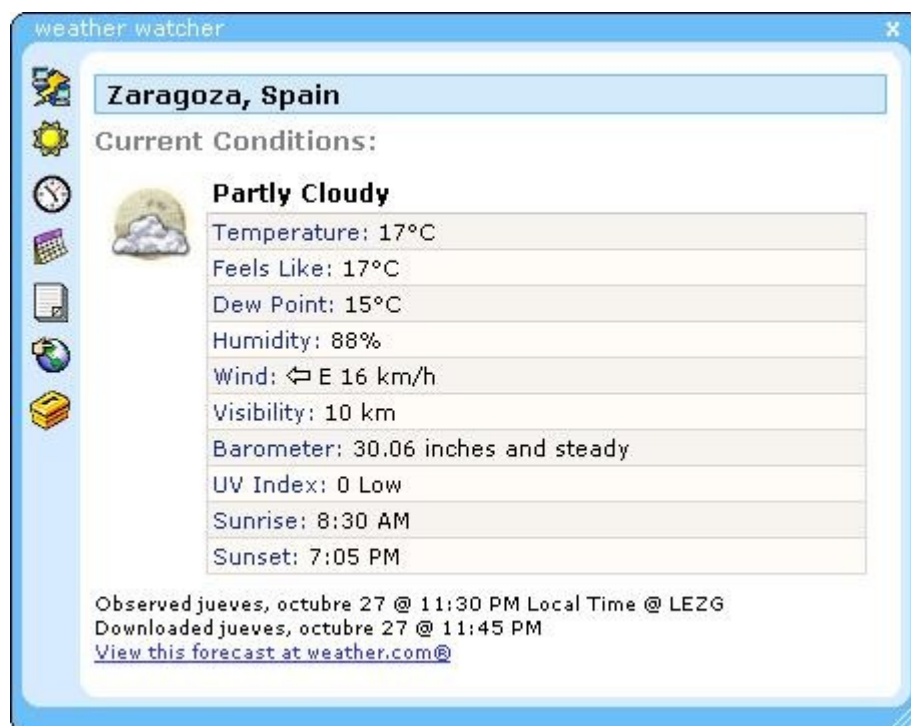 weather watcher x
Zaragoza, Spain
Current Conditions:
Partly Cloudy
Temperature: 17°C
Feels Like: 17°C
Dew Point: 15°C
Humidity: 88%
Wind: ⇦ E 16 km/h
Visibility: 10 km
Barometer: 30.06 inches and steady
UV Index: 0 Low
Sunrise: 8:30 AM
Sunset: 7:05 PM
Observed jueves, octubre 27 @ 11:30 PM Local Time @ LEZG
Downloaded jueves, octubre 27 @ 11:45 PM
View this forecast at weather.com®